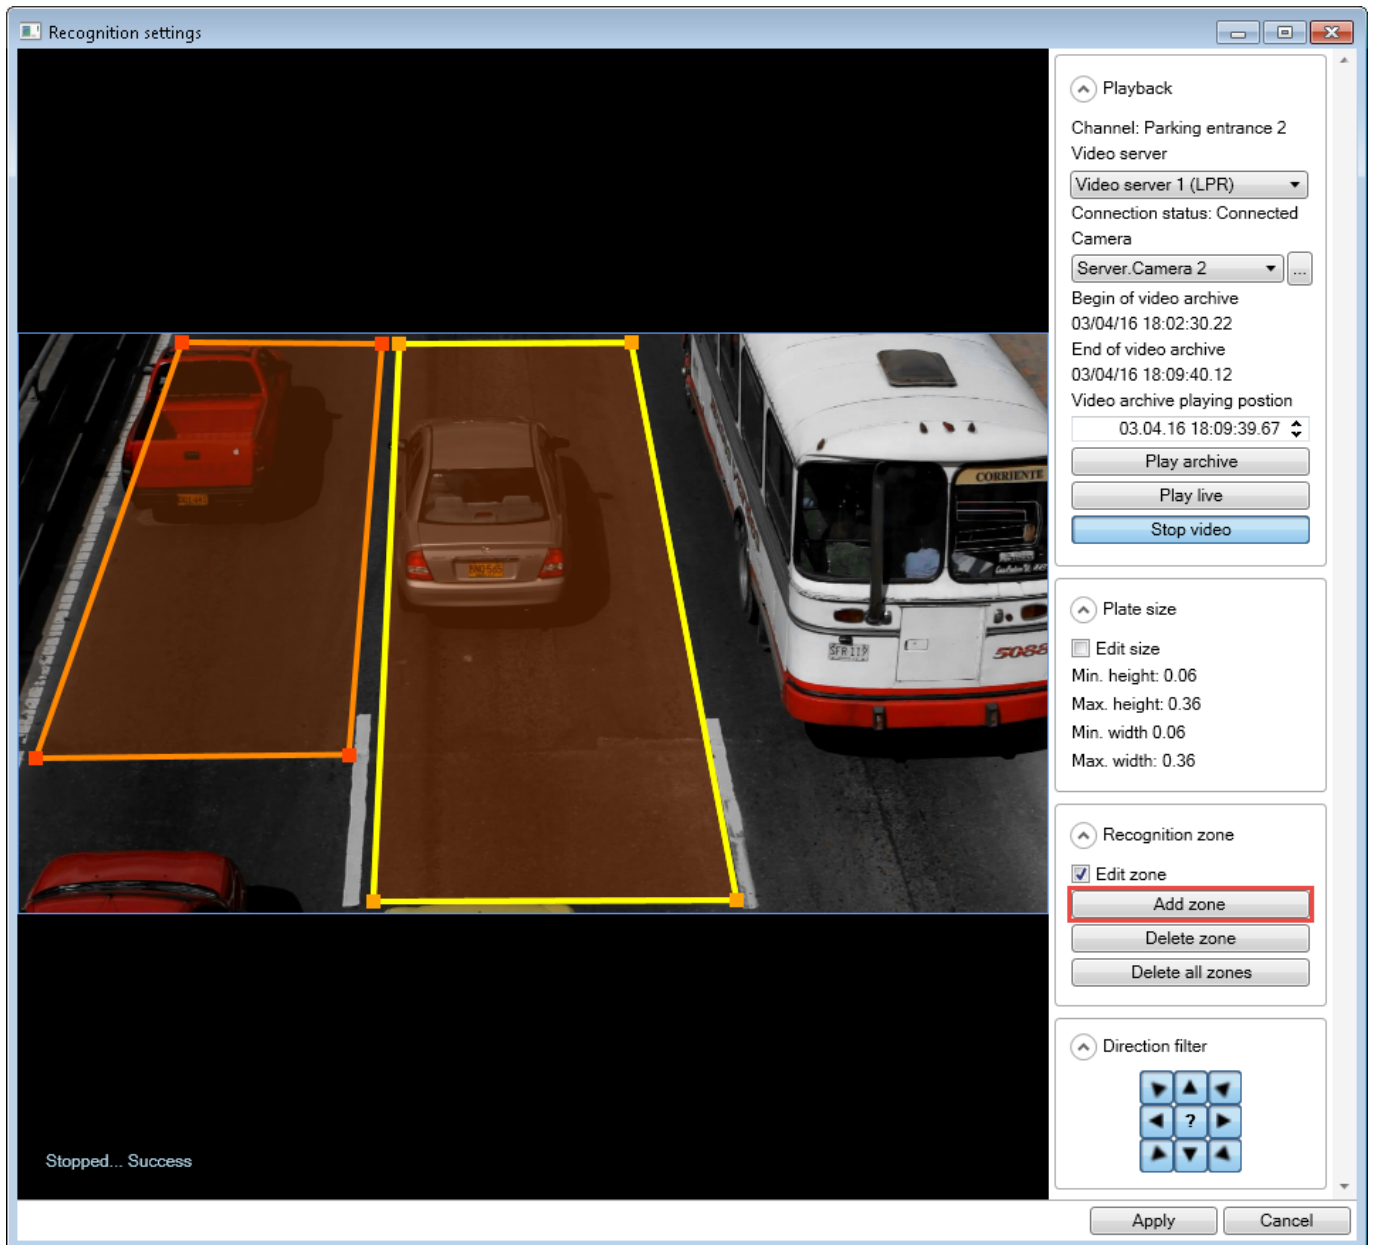 Recognition settings
Playback
Channel: Parking entrance 2
Video server
Video server 1 (LPR)
Connection status: Connected
Camera
Server.Camera 2
...
Begin of video archive
03/04/16 18:02:30.22
End of video archive
03/04/16 18:09:40.12
Video archive playing postion
03.04.16 18:09:39.67
Play archive
Play live
Stop video
CORRIENTE
BNQ-565
SFR 119
5088
Plate size
Edit size
Min. height: 0.06
Max. height: 0.36
Min. width 0.06
Max. width: 0.36
Recognition zone
Edit zone
Add zone
Delete zone
Delete all zones
Direction filter
?
Stopped... Success
Apply
Cancel